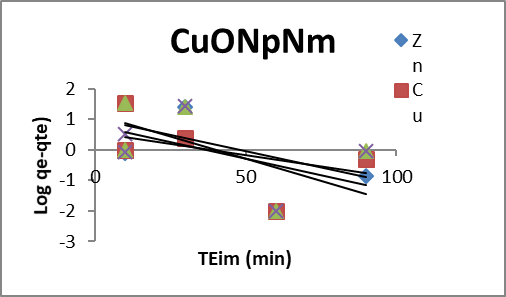 CuONpNm
Z
n
C
u
2
1
0
-1
-2
-3
0
50
100
Log qe-qte)
TEim (min)